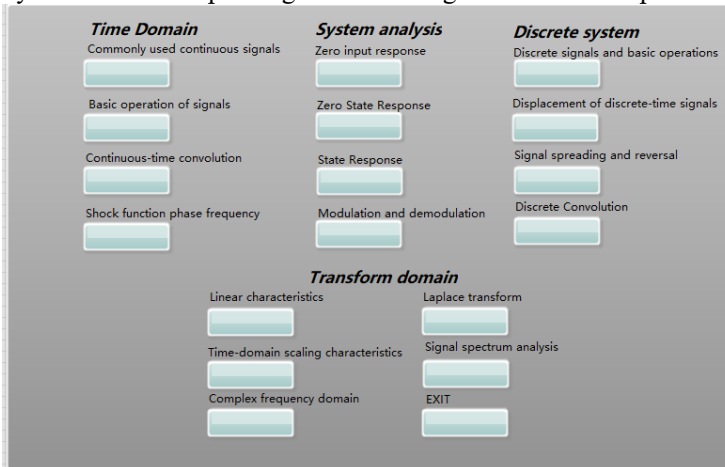 Time Domain
Commonly used continuous signals
Basic operation of signals
Continuous-time convolution
Shock function phase frequency
System analysis
Zero input response
Zero State Response
State Response
Modulation and demodulation
Discrete system
Discrete signals and basic operations
Displacement of discrete-time signals
Signal spreading and reversal
Discrete Convolution
Transform domain
Linear characteristics
Time-domain scaling characteristics
Complex frequency domain
Laplace transform
Signal spectrum analysis
EXIT